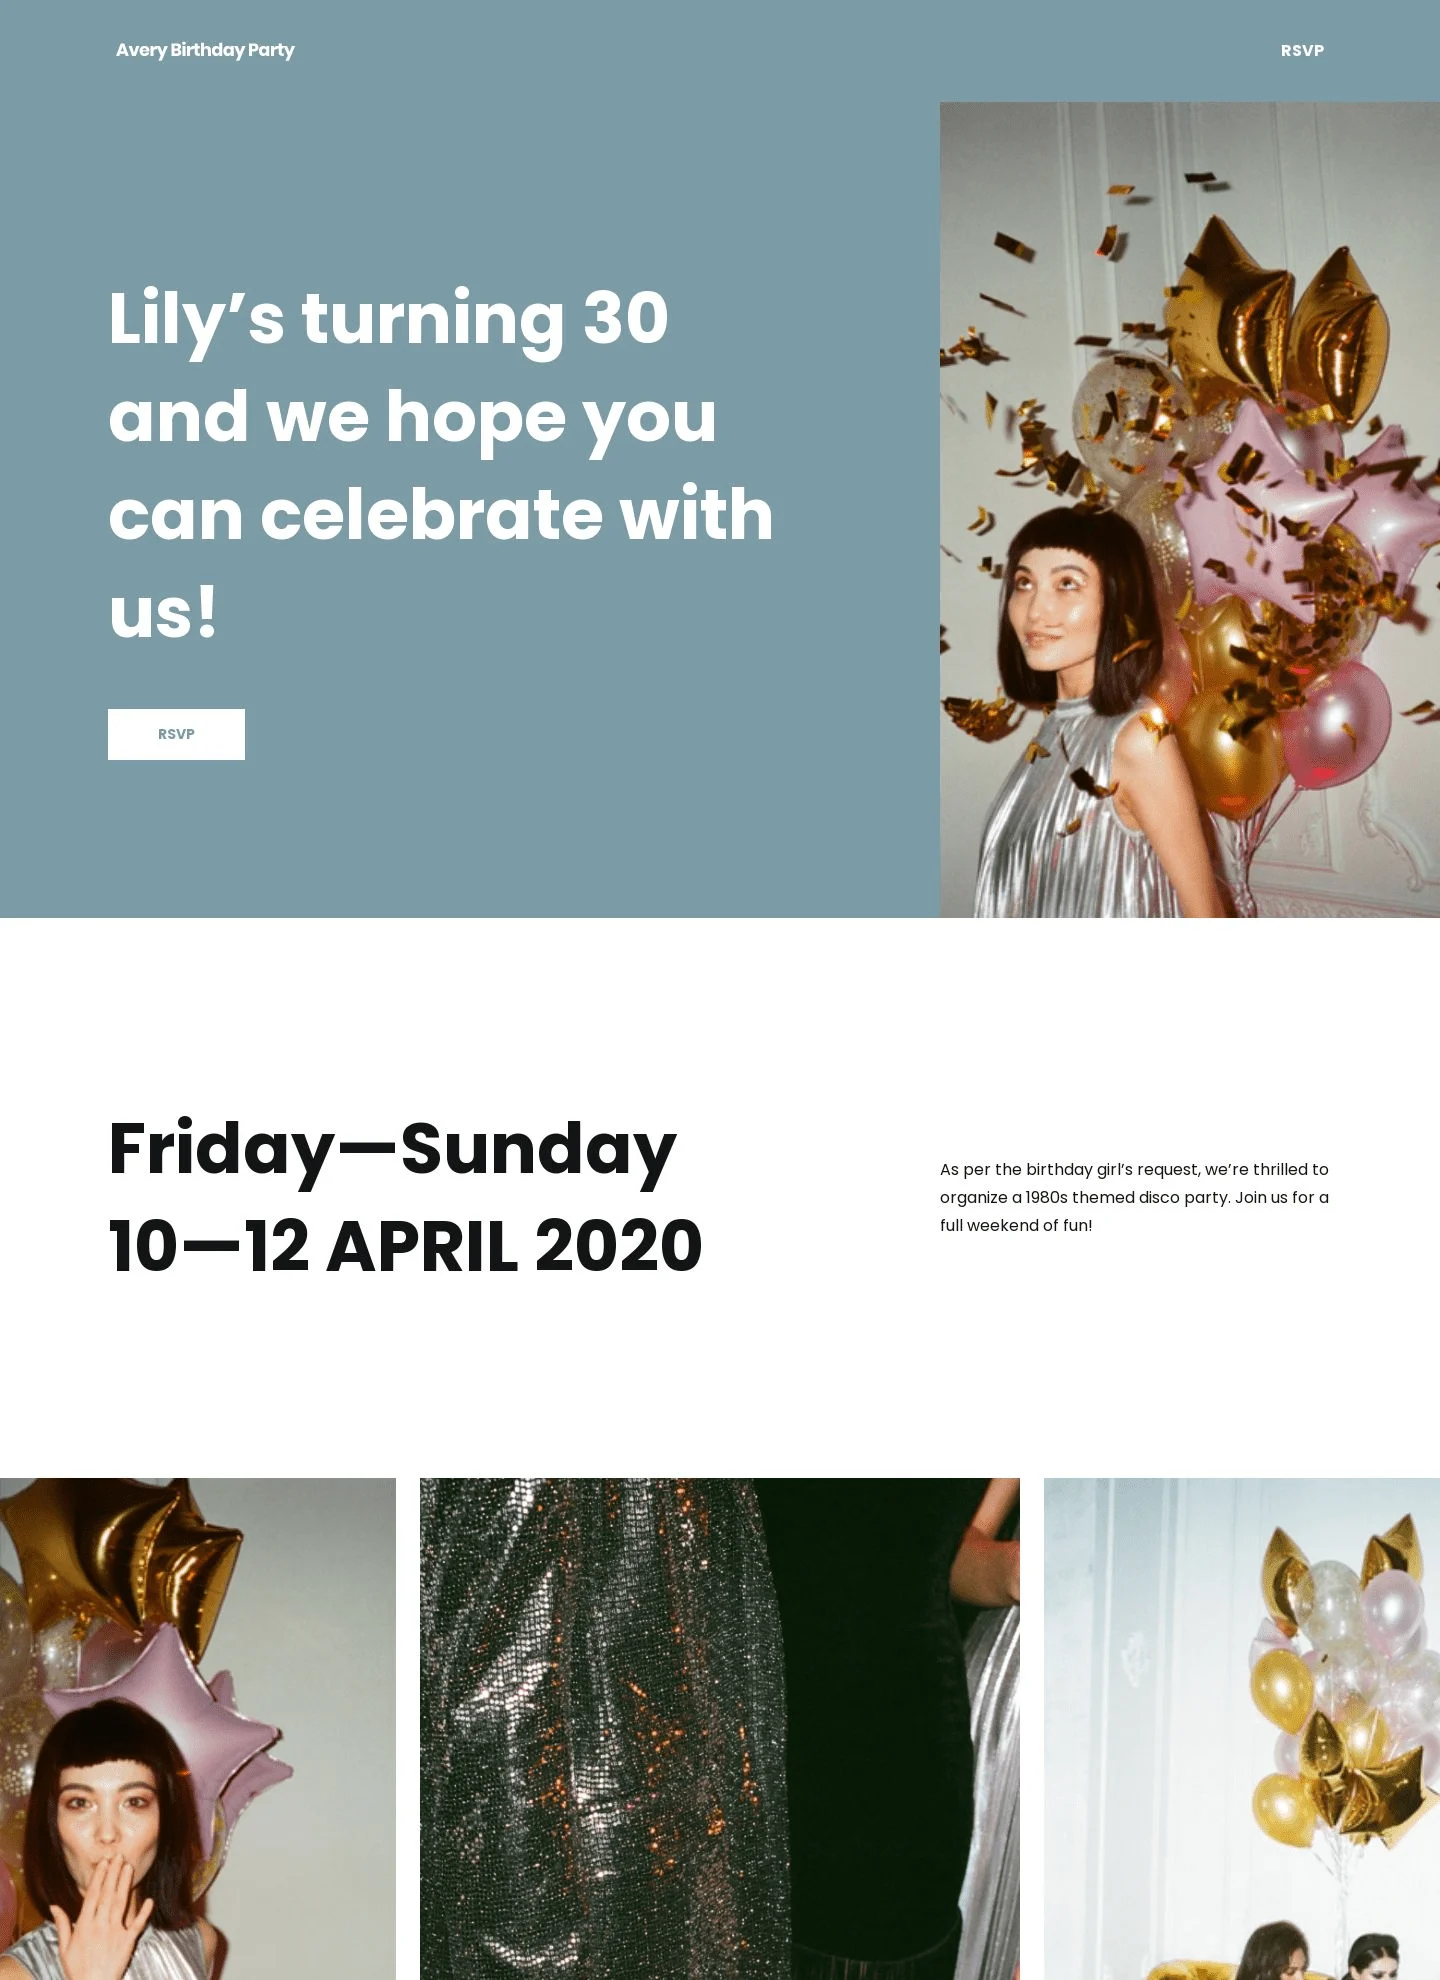 Avery Birthday Party
RSVP
Lily’s turning 30
and we hope you
can celebrate with
us!
RSVP
Friday—Sunday
10—12 APRIL 2020
As per the birthday girl’s request, we’re thrilled to
organize a 1980s themed disco party. Join us for a
full weekend of fun!